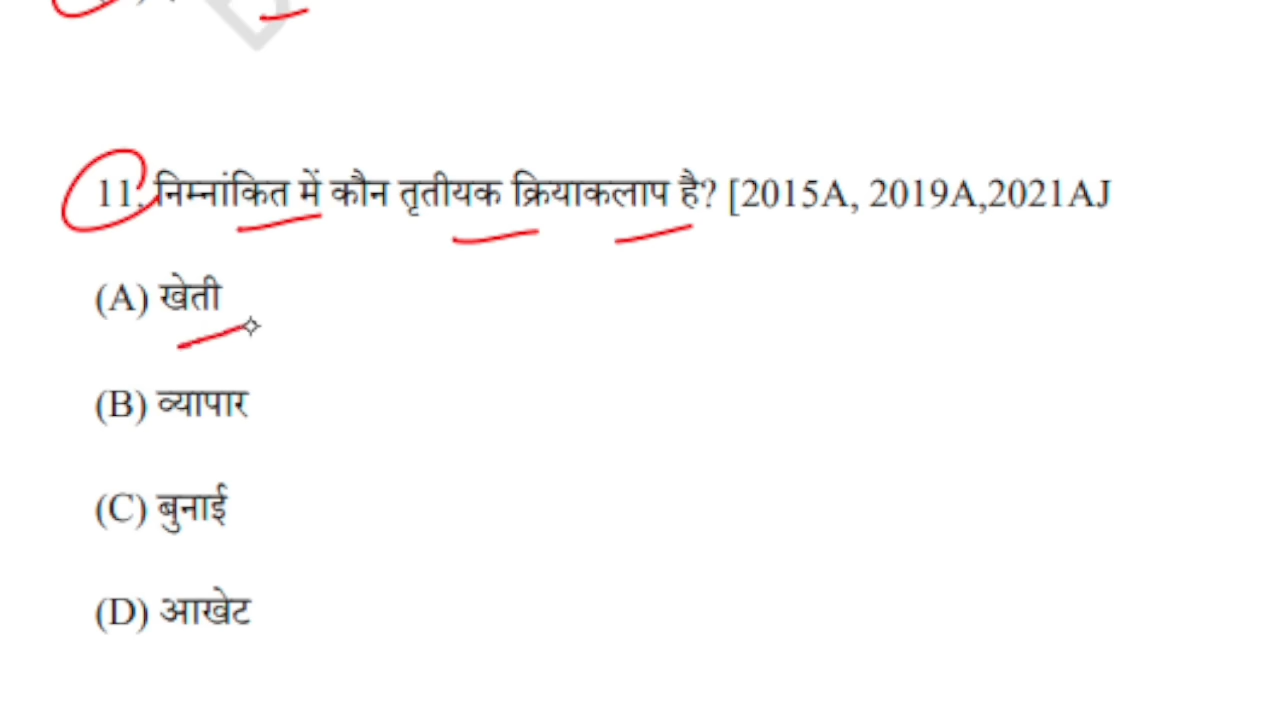 11. निम्नांकित में कौन तृतीयक क्रियाकलाप है? [2015A, 2019A,2021AJ
(A) खेती
(B) व्यापार
(C) बुनाई
(D) आखेट